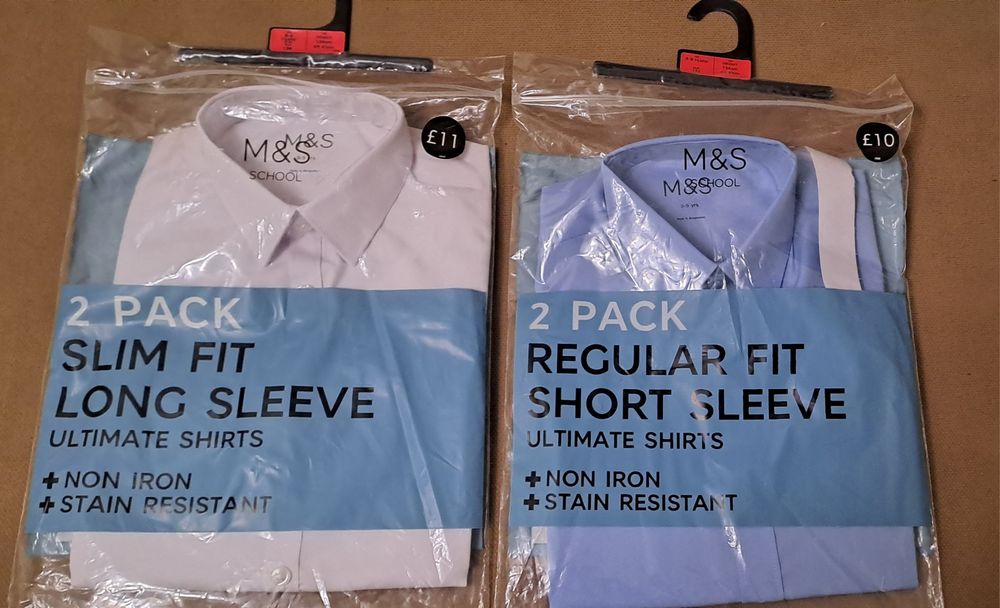 £11
M&S
M&S
SCHOOL
2 PACK
SLIM FIT
LONG SLEEVE
ULTIMATE SHIRTS
+ NON IRON
+ STAIN RESISTANT
£10
M&S
SCHOOL
M&S
2 PACK
REGULAR FIT
SHORT SLEEVE
ULTIMATE SHIRTS
+ NON IRON
+ STAIN RESISTANT